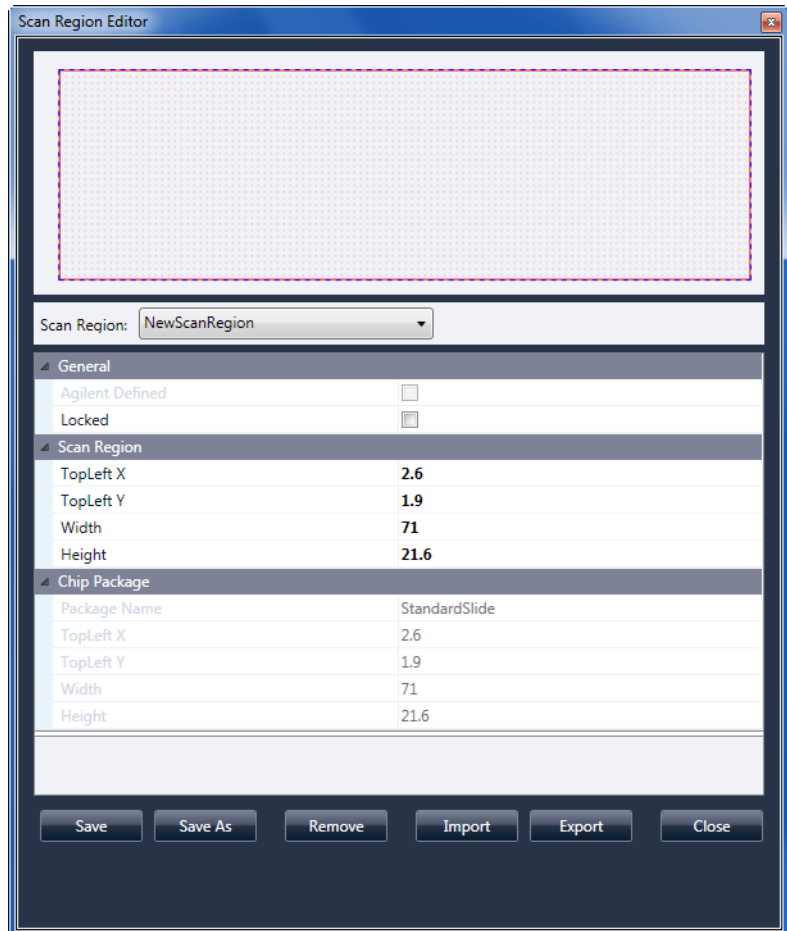 Scan Region Editor
Scan Region: NewScanRegion
General
Agilent Defined
Locked
Scan Region
TopLeft X 2.6
TopLeft Y 1.9
Width 71
Height 21.6
Chip Package
Package Name StandardSlide
TopLeft X 2.6
TopLeft Y 1.9
Width 71
Height 21.6
Save Save As Remove Import Export Close